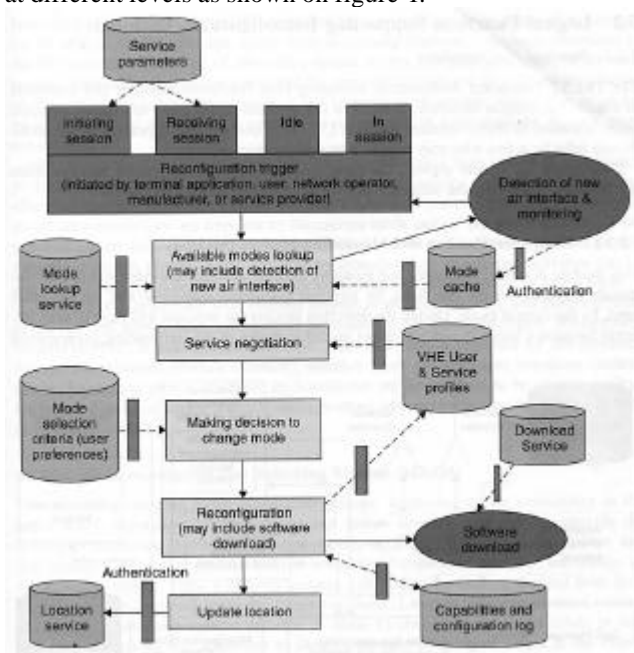 at different levels as shown on figure 1.
Service
parameters
Initiating
session
Receiving
session
Idle
In
session
Reconfiguration trigger
(initiated by terminal application, user, network operator,
manufacturer, or service provider)
Detection of new
air interface &
monitoring
Available modes lookup
(may include detection of
new air interface)
Mode
lookup
service
Mode
cache
Authentication
Service negotiation
VHE User
& Service
profiles
Mode
selection
criteria (user
preferences)
Making decision to
change mode
Download
Service
Reconfiguration
(may include software
download)
Software
download
Authentication
Location
service
Update location
Capabilities and
configuration log